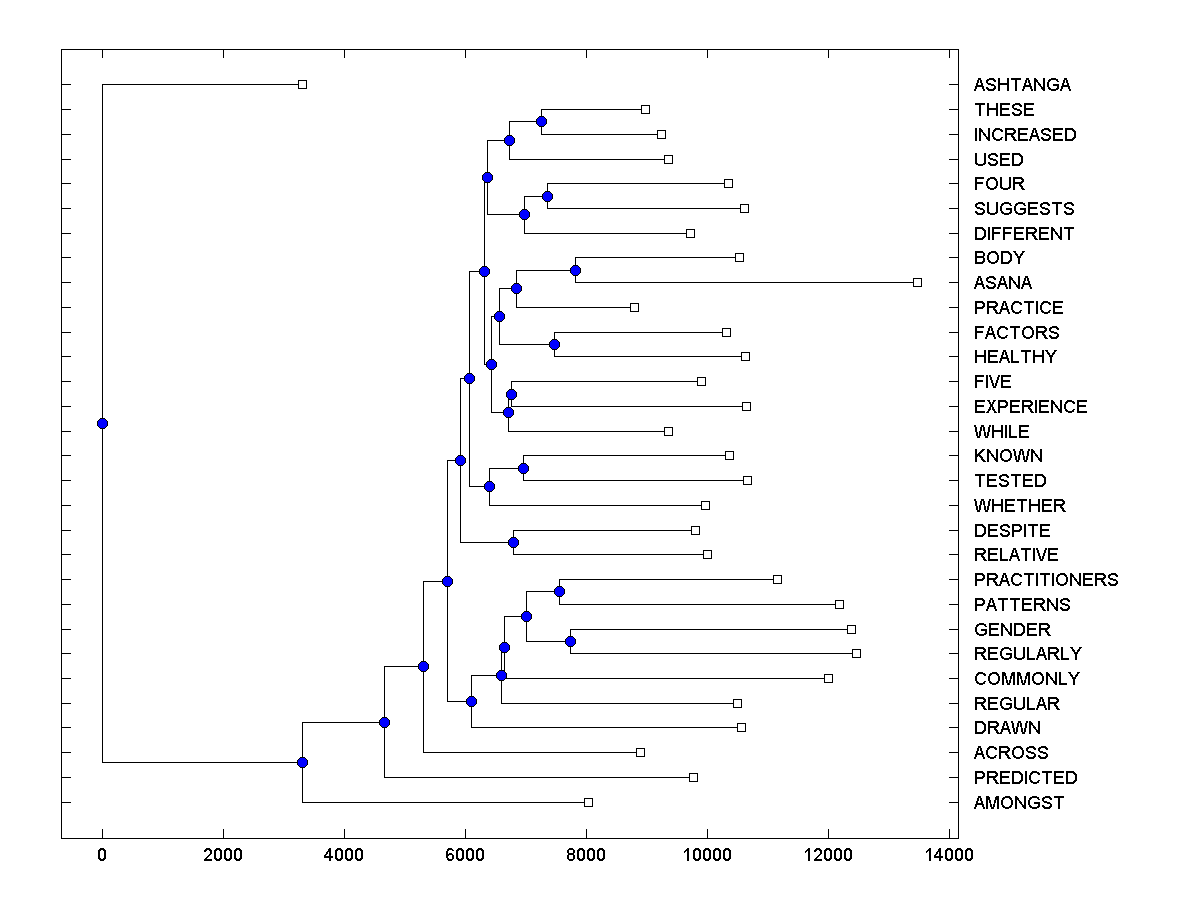 ASHTANGA
THESE
INCREASED
USED
FOUR
SUGGESTS
DIFFERENT
BODY
ASANA
PRACTICE
FACTORS
HEALTHY
FIVE
EXPERIENCE
WHILE
KNOWN
TESTED
WHETHER
DESPITE
RELATIVE
PRACTITIONERS
PATTERNS
GENDER
REGULARLY
COMMONLY
REGULAR
DRAWN
ACROSS
PREDICTED
AMONGST
0 2000 4000 6000 8000 10000 12000 14000